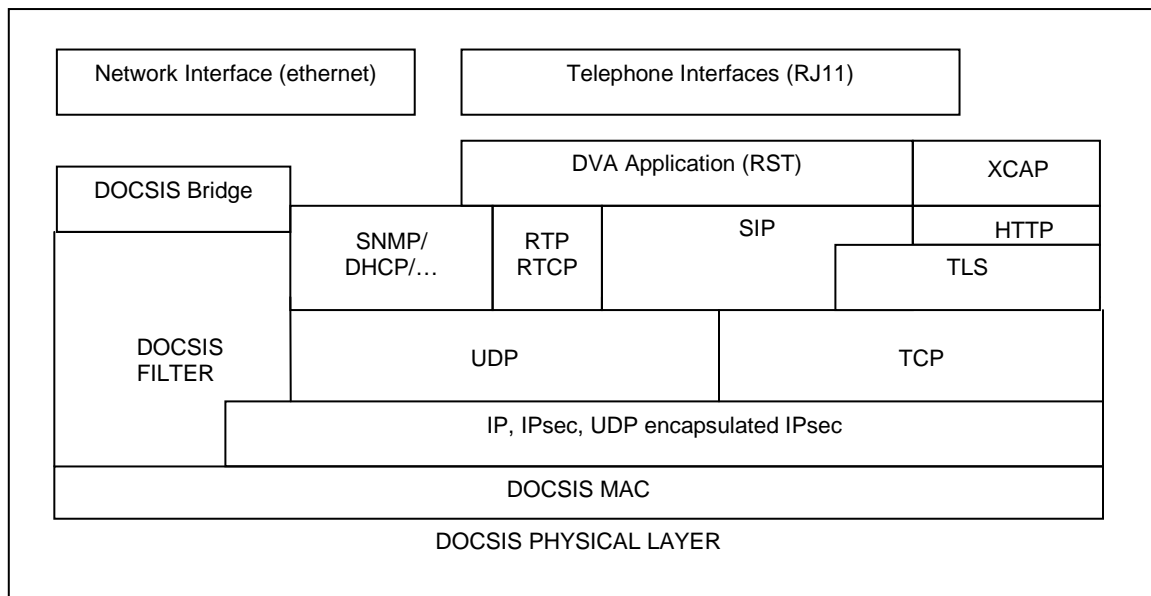 Network Interface (ethernet)
Telephone Interfaces (RJ11)
DVA Application (RST)
XCAP
DOCSIS Bridge
SNMP/
DHCP/…
RTP
RTCP
SIP
HTTP
TLS
DOCSIS
FILTER
UDP
TCP
IP, IPsec, UDP encapsulated IPsec
DOCSIS MAC
DOCSIS PHYSICAL LAYER